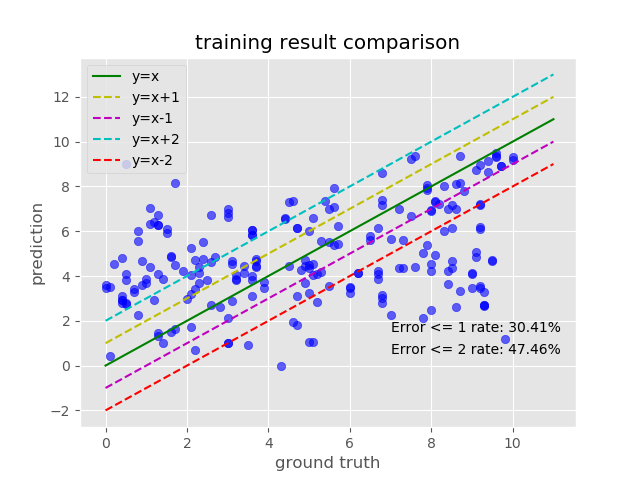 training result comparison
y=x
y=x+1
y=x-1
y=x+2
y=x-2
12
10
8
6
4
2
0
−2
prediction
Error <= 1 rate: 30.41%
Error <= 2 rate: 47.46%
0 2 4 6 8 10
ground truth